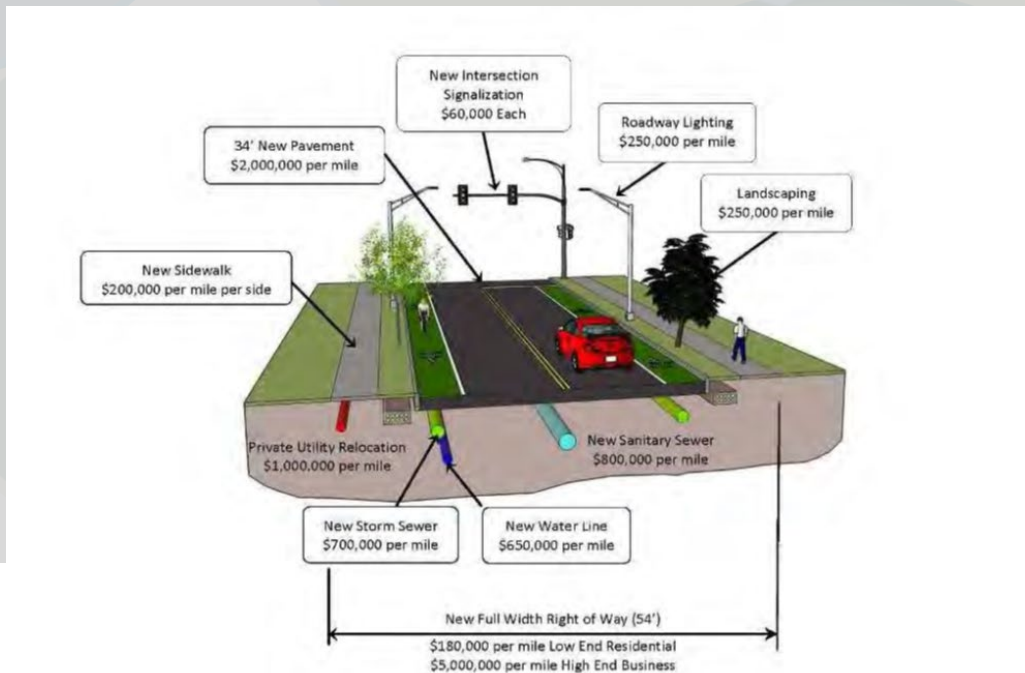 New Intersection
Signalization
$60,000 Each
Roadway Lighting
$250,000 per mile
34' New Pavement
$2,000,000 per mile
Landscaping
$250,000 per mile
New Sidewalk
$200,000 per mile per side
Private Utility Relocation
$1,000,000 per mile
New Sanitary Sewer
$800,000 per mile
New Storm Sewer
$700,000 per mile
New Water Line
$650,000 per mile
New Full Width Right of Way (54')
$180,000 per mile Low End Residential
$5,000,000 per mile High End Business